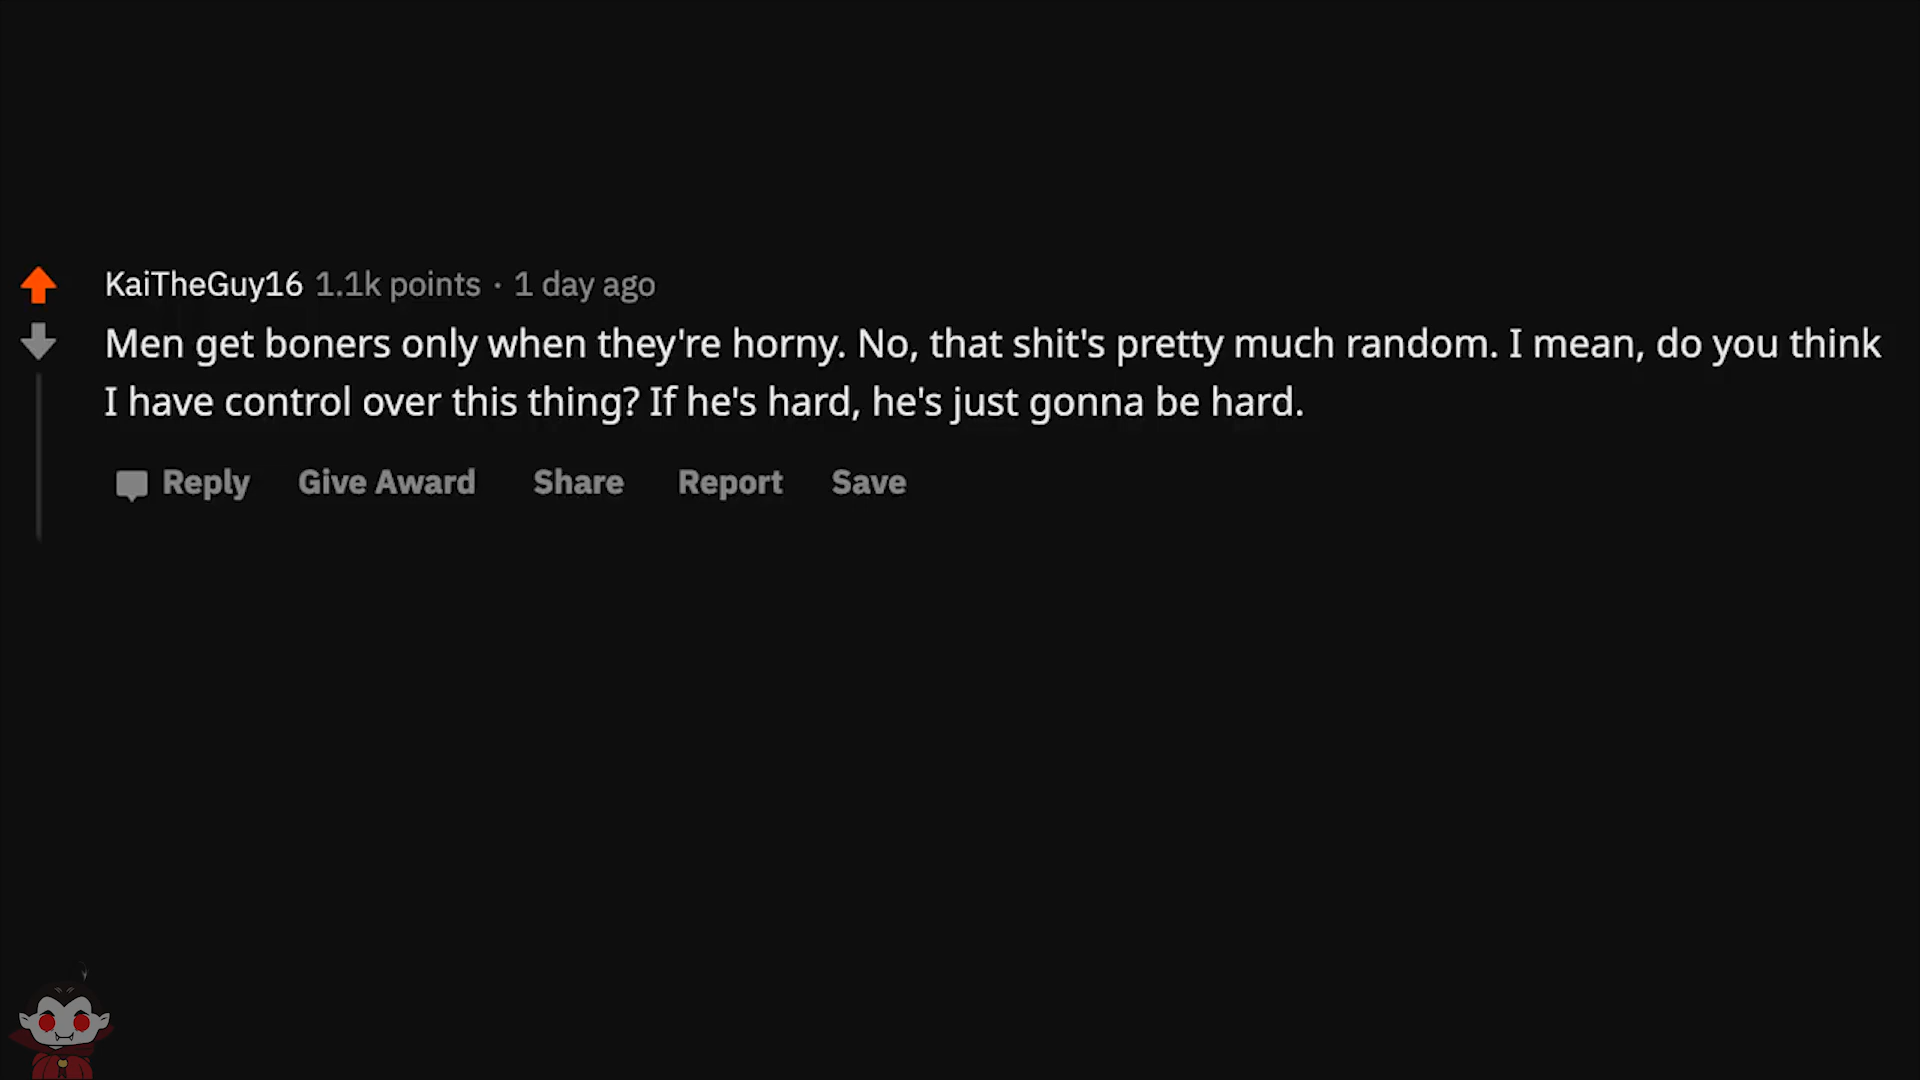 KaiTheGuy16 1.1k points · 1 day ago
Men get boners only when they're horny. No, that shit's pretty much random. I mean, do you think
I have control over this thing? If he's hard, he's just gonna be hard.
Reply Give Award Share Report Save